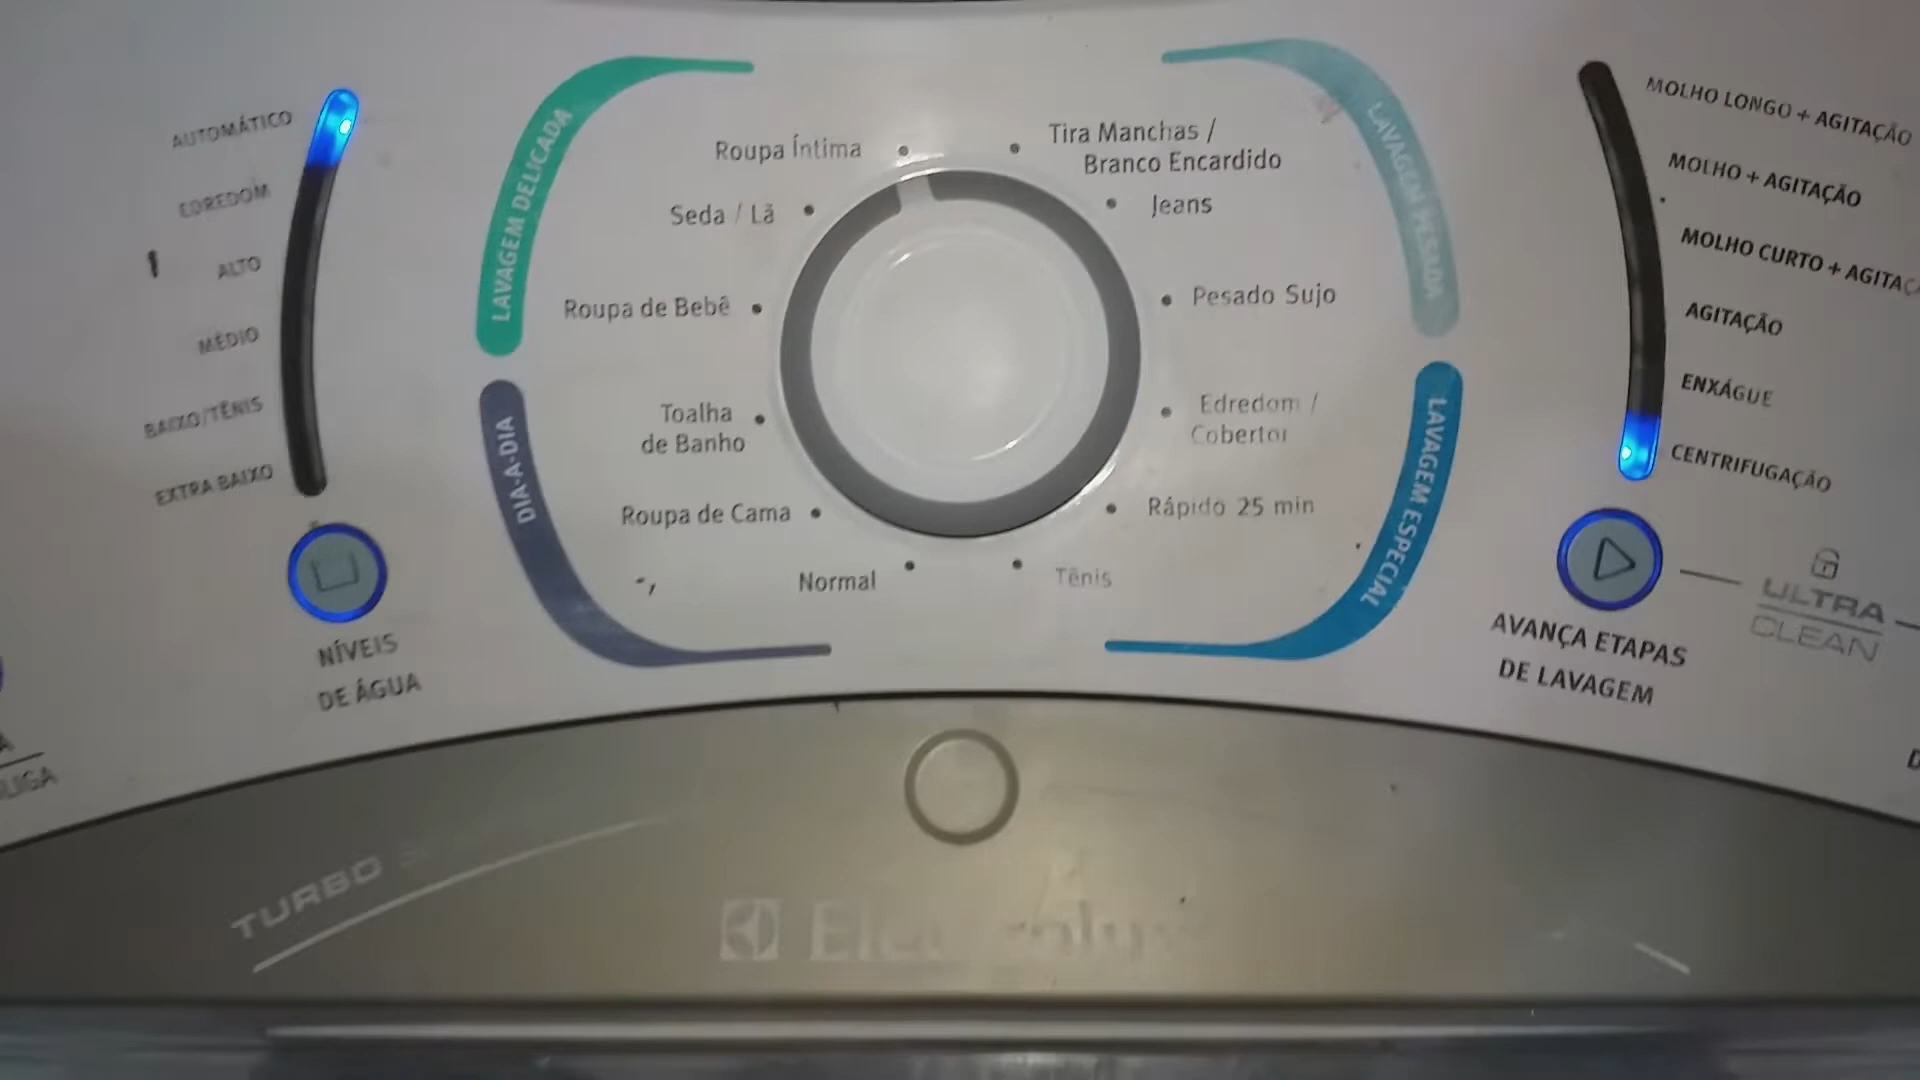 AUTOMÁTICO
EDREDOM
ALTO
MÉDIO
BAIXO/TÊNIS
EXTRA BAIXO
NÍVEIS
DE ÁGUA
LAVAGEM DELICADA
Roupa Íntima
Seda / Lã
Roupa de Bebê
DIA-A-DIA
Toalha
de Banho
Roupa de Cama
Normal
LAVAGEM PESADA
Tira Manchas /
Branco Encardido
Jeans
Pesado Sujo
LAVAGEM ESPECIAL
Edredom /
Cobertor
Rápido 25 min
Tênis
MOLHO LONGO + AGITAÇÃO
MOLHO + AGITAÇÃO
MOLHO CURTO + AGITAÇ
AGITAÇÃO
ENXÁGUE
CENTRIFUGAÇÃO
AVANÇA ETAPAS
DE LAVAGEM
ULTRA
CLEAN
TURBO
Electrolux